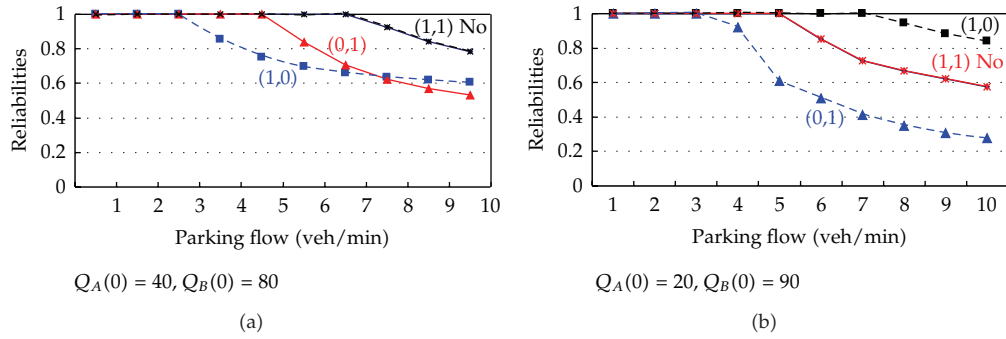 Reliabilities
1
0.8
0.6
0.4
0.2
0
(1,1) No
(0,1)
(1,0)
1 2 3 4 5 6 7 8 9 10
Parking flow (veh/min)
Q_A(0) = 40, Q_B(0) = 80
(a)
Reliabilities
1
0.8
0.6
0.4
0.2
0
(1,0)
(1,1) No
(0,1)
1 2 3 4 5 6 7 8 9 10
Parking flow (veh/min)
Q_A(0) = 20, Q_B(0) = 90
(b)